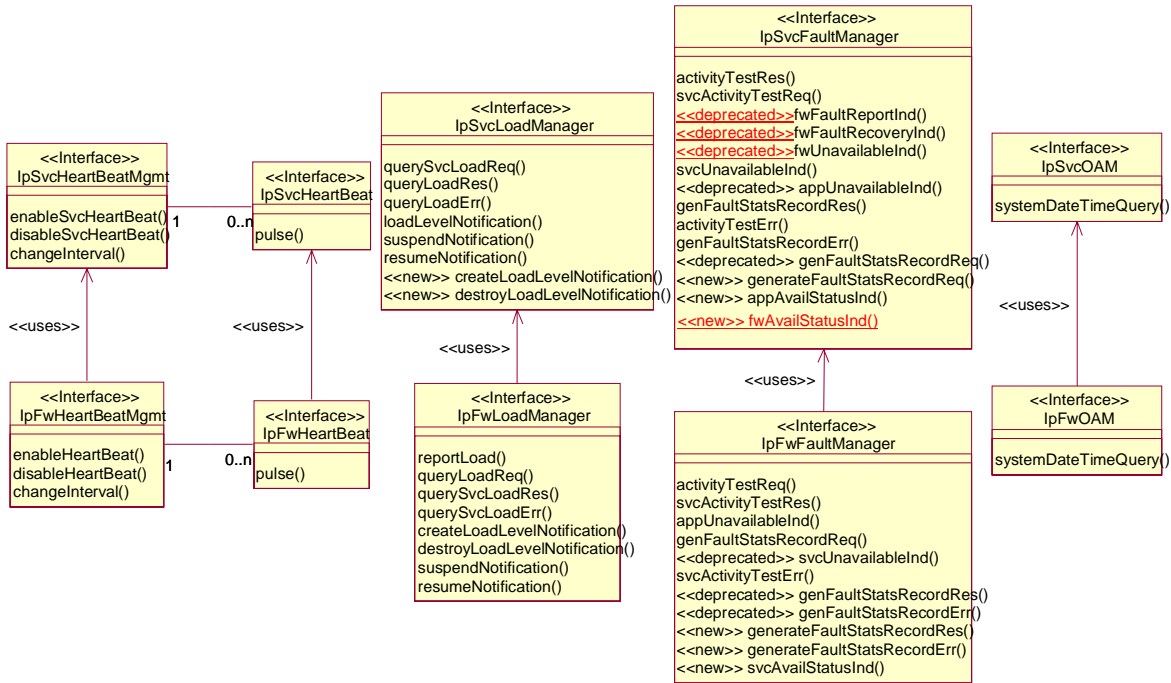 <<Interface>>
IpSvcHeartBeatMgmt
enableSvcHeartBeat()
disableSvcHeartBeat()
changeInterval()
1
0..n
<<Interface>>
IpSvcHeartBeat
pulse()
<<Interface>>
IpSvcLoadManager
querySvcLoadReq()
queryLoadRes()
queryLoadErr()
loadLevelNotification()
suspendNotification()
resumeNotification()
<<new>> createLoadLevelNotification()
<<new>> destroyLoadLevelNotification()
<<Interface>>
IpSvcFaultManager
activityTestRes()
svcActivityTestReq()
<<deprecated>>fwFaultReportInd()
<<deprecated>>fwFaultRecoveryInd()
<<deprecated>>fwUnavailableInd()
svcUnavailableInd()
<<deprecated>> appUnavailableInd()
genFaultStatsRecordRes()
activityTestErr()
genFaultStatsRecordErr()
<<deprecated>> genFaultStatsRecordReq()
<<new>> generateFaultStatsRecordReq()
<<new>> appAvailStatusInd()
<<new>> fwAvailStatusInd()
<<Interface>>
IpSvcOAM
systemDateTimeQuery()
<<uses>>
<<uses>>
<<uses>>
<<uses>>
<<uses>>
<<Interface>>
IpFwHeartBeatMgmt
enableHeartBeat()
disableHeartBeat()
changeInterval()
1
0..n
<<Interface>>
IpFwHeartBeat
pulse()
<<Interface>>
IpFwLoadManager
reportLoad()
queryLoadReq()
querySvcLoadRes()
querySvcLoadErr()
createLoadLevelNotification()
destroyLoadLevelNotification()
suspendNotification()
resumeNotification()
<<Interface>>
IpFwFaultManager
activityTestReq()
svcActivityTestRes()
appUnavailableInd()
genFaultStatsRecordReq()
<<deprecated>> svcUnavailableInd()
svcActivityTestErr()
<<deprecated>> genFaultStatsRecordRes()
<<deprecated>> genFaultStatsRecordErr()
<<new>> generateFaultStatsRecordRes()
<<new>> generateFaultStatsRecordErr()
<<new>> svcAvailStatusInd()
<<Interface>>
IpFwOAM
systemDateTimeQuery()